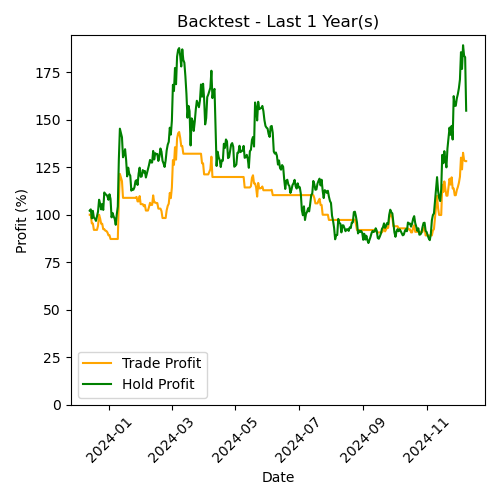 Backtest - Last 1 Year(s)
175
150
125
100
75
50
25
0
Profit (%)
Trade Profit
Hold Profit
2024-01
2024-03
2024-05
2024-07
2024-09
2024-11
Date